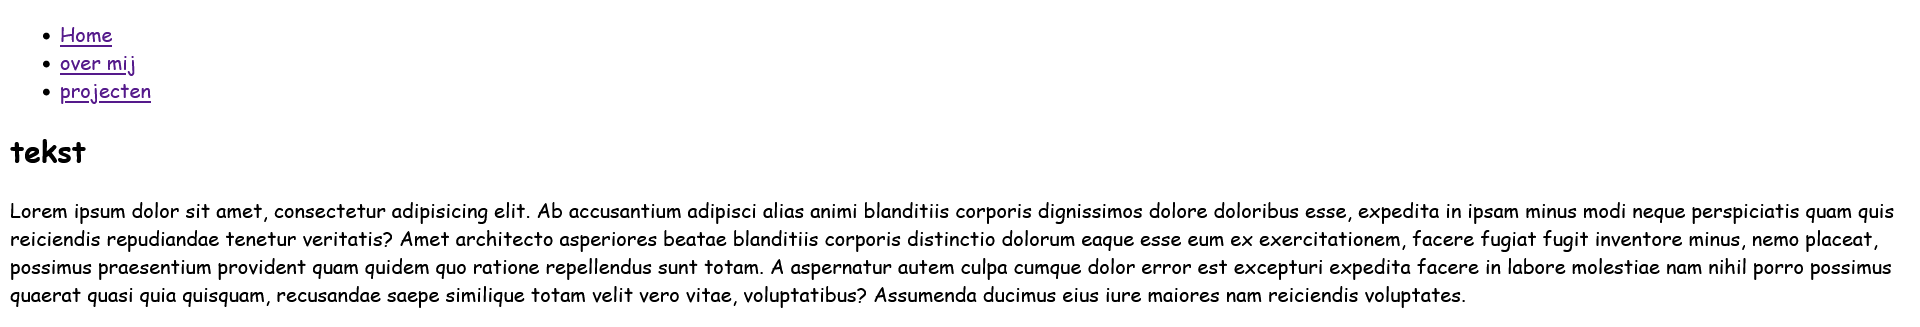 Home
over mij
projecten
tekst
Lorem ipsum dolor sit amet, consectetur adipisicing elit. Ab accusantium adipisci alias animi blanditiis corporis dignissimos dolore doloribus esse, expedita in ipsam minus modi neque perspiciatis quam quis
reiciendis repudiandae tenetur veritatis? Amet architecto asperiores beatae blanditiis corporis distinctio dolorum eaque esse eum ex exercitationem, facere fugiat fugit inventore minus, nemo placeat,
possimus praesentium provident quam quidem quo ratione repellendus sunt totam. A aspernatur autem culpa cumque dolor error est excepturi expedita facere in labore molestiae nam nihil porro possimus
quaerat quasi quia quisquam, recusandae saepe similique totam velit vero vitae, voluptatibus? Assumenda ducimus eius iure maiores nam reiciendis voluptates.